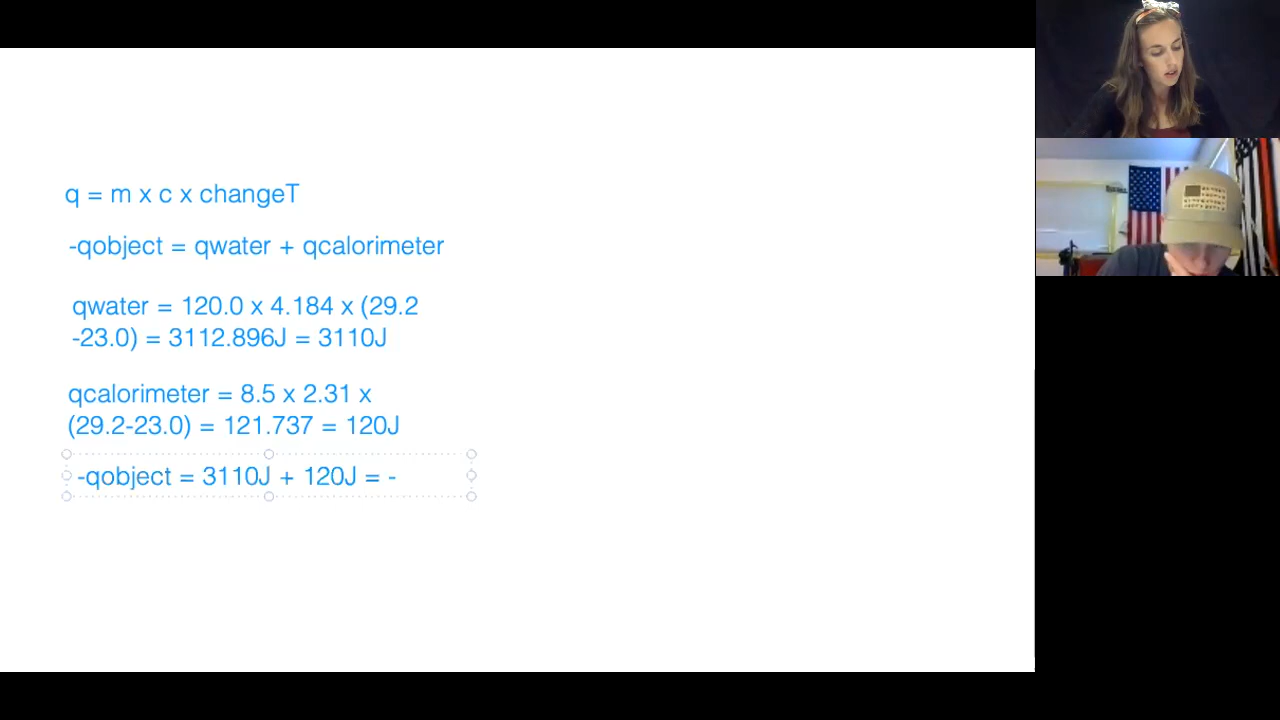 q = m x c x changeT
-qobject = qwater + qcalorimeter
qwater = 120.0 x 4.184 x (29.2
-23.0) = 3112.896J = 3110J
qcalorimeter = 8.5 x 2.31 x
(29.2-23.0) = 121.737 = 120J
-qobject = 3110J + 120J = -